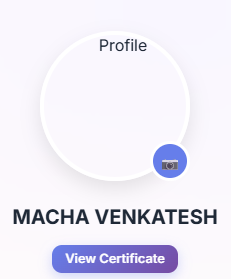 Profile
MACHA VENKATESH
View Certificate